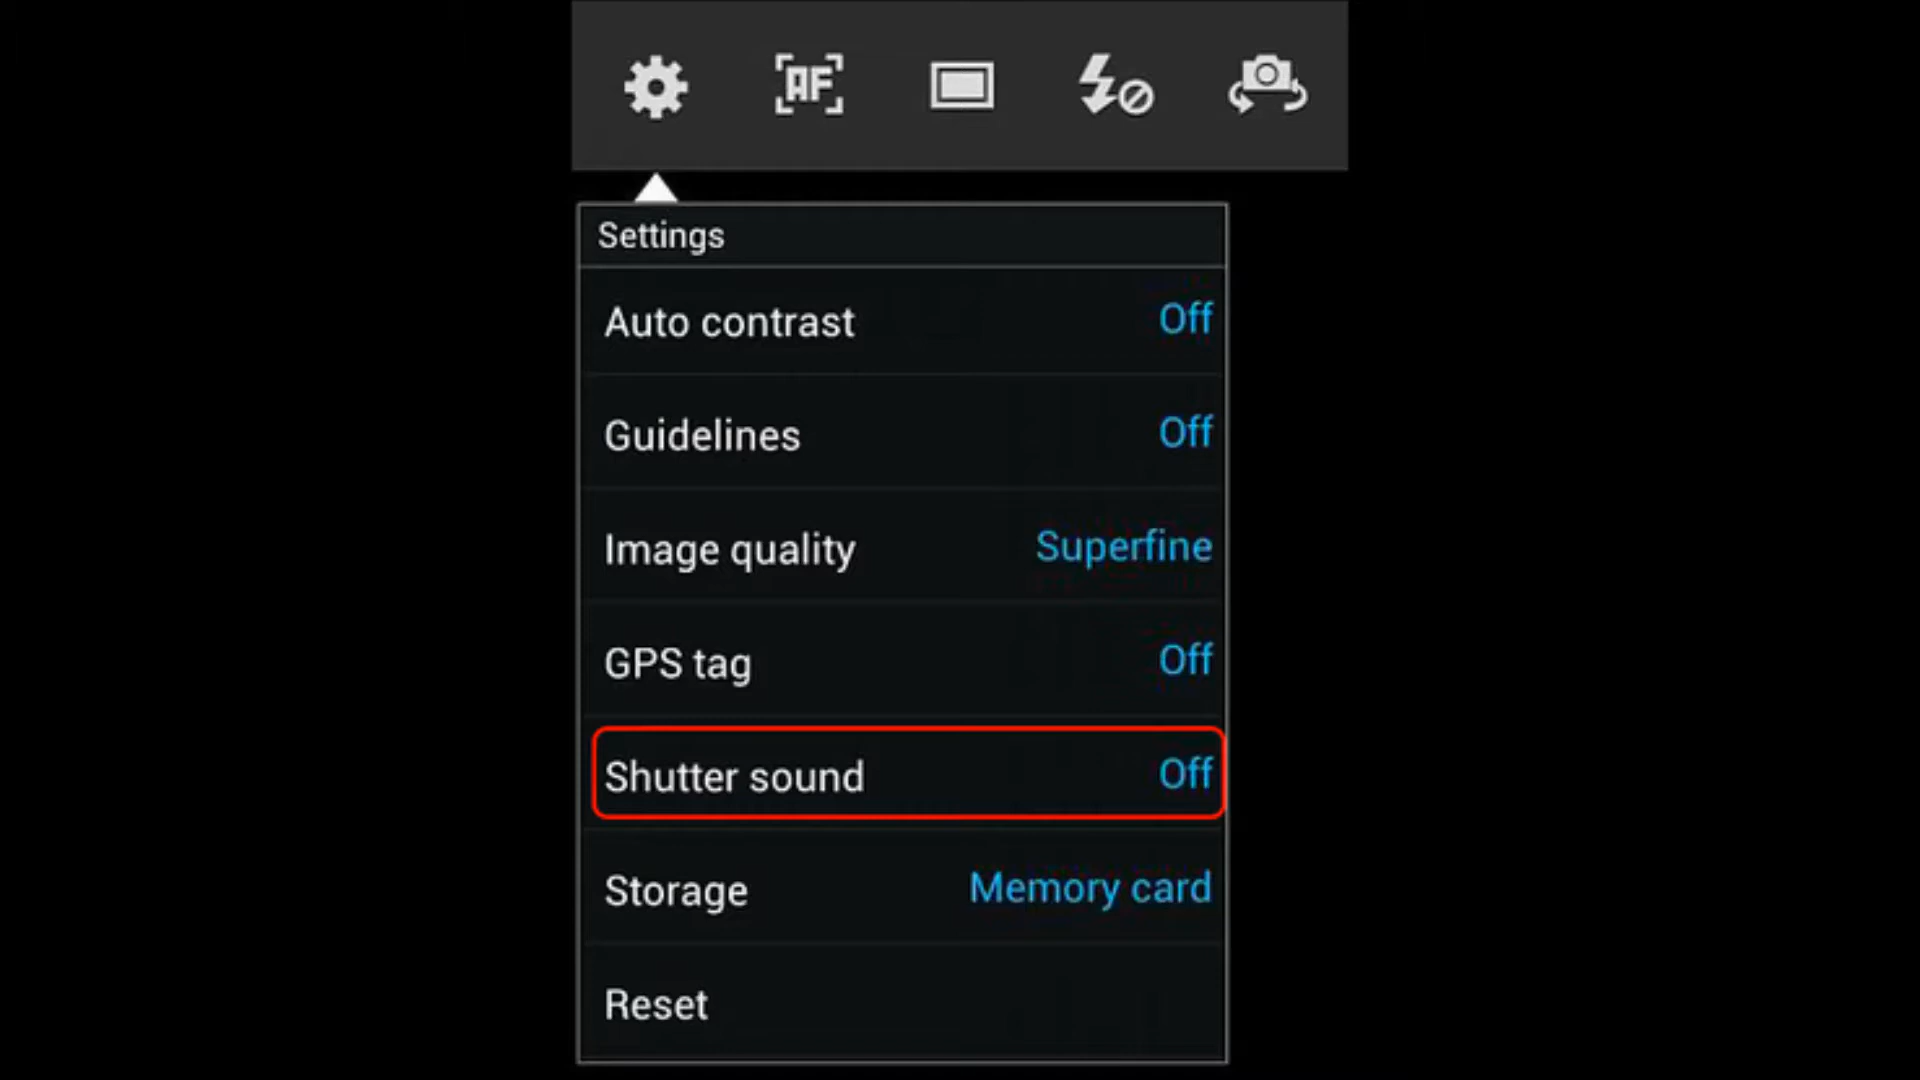 AF
Settings
Auto contrast Off
Guidelines Off
Image quality Superfine
GPS tag Off
Shutter sound Off
Storage Memory card
Reset